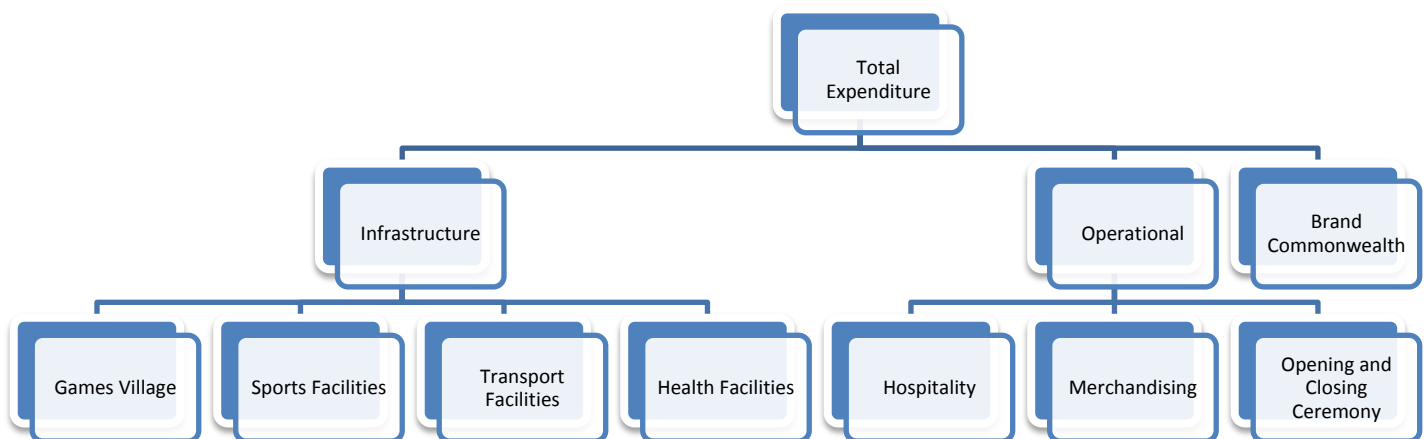 Total
Expenditure
Infrastructure
Operational
Brand
Commonwealth
Games Village
Sports Facilities
Transport
Facilities
Health Facilities
Hospitality
Merchandising
Opening and
Closing
Ceremony